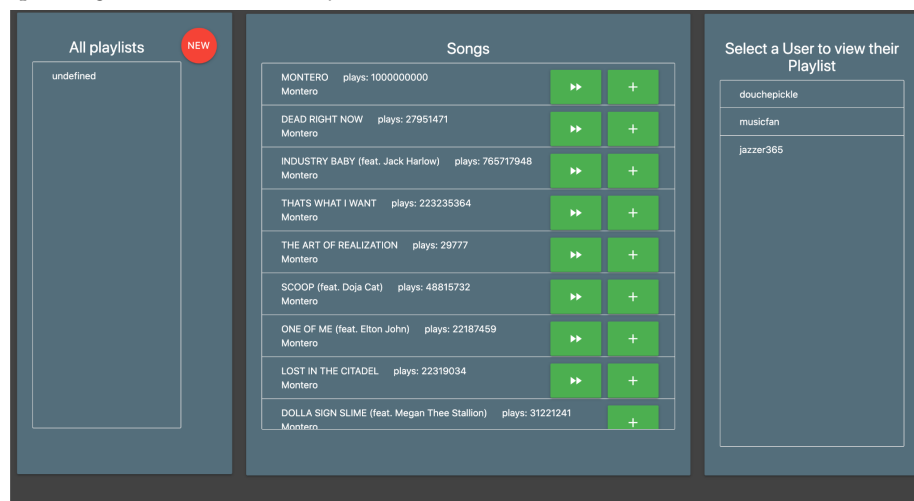 All playlists
NEW
undefined
Songs
MONTERO plays: 1000000000
Montero
DEAD RIGHT NOW plays: 27951471
Montero
INDUSTRY BABY (feat. Jack Harlow) plays: 765717948
Montero
THATS WHAT I WANT plays: 223235364
Montero
THE ART OF REALIZATION plays: 29777
Montero
SCOOP (feat. Doja Cat) plays: 48815732
Montero
ONE OF ME (feat. Elton John) plays: 22187459
Montero
LOST IN THE CITADEL plays: 22319034
Montero
DOLLA SIGN SLIME (feat. Megan Thee Stallion) plays: 31221241
Montero
Select a User to view their
Playlist
douchepickle
musicfan
jazzer365